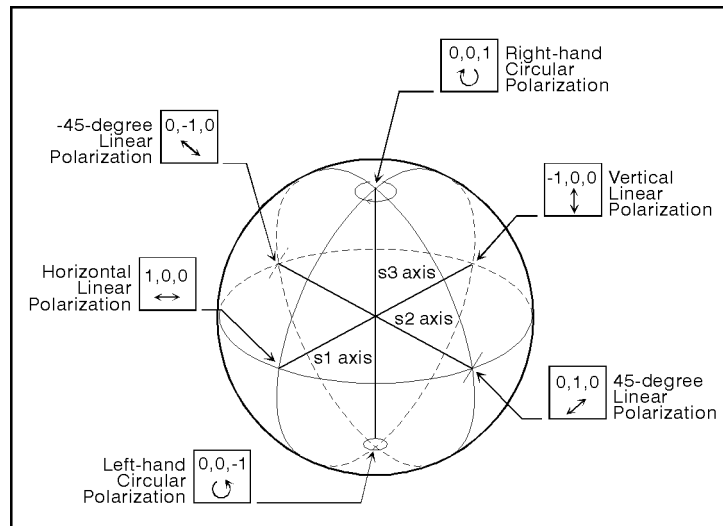 0,0,1
Right-hand
Circular
Polarization
-45-degree
Linear
Polarization
0,-1,0
-1,0,0
Vertical
Linear
Polarization
Horizontal
Linear
Polarization
1,0,0
s3 axis
s2 axis
s1 axis
0,1,0
45-degree
Linear
Polarization
Left-hand
Circular
Polarization
0,0,-1